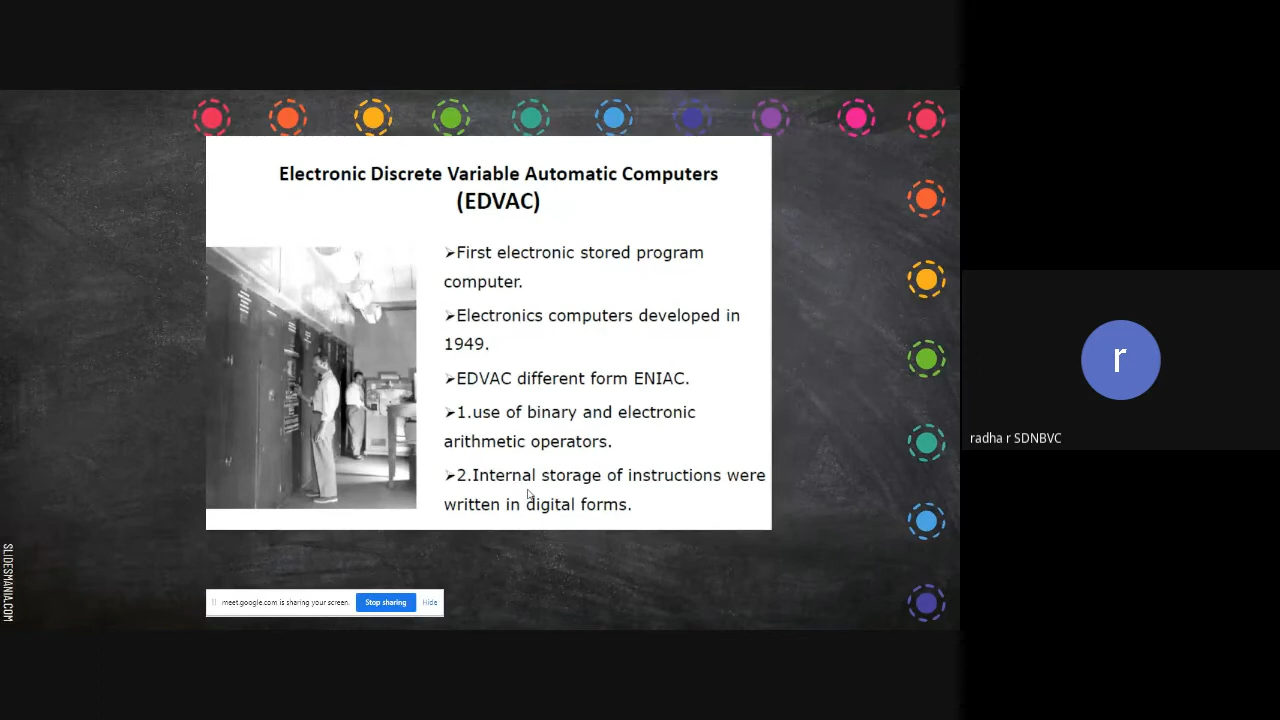 Electronic Discrete Variable Automatic Computers
(EDVAC)
➢First electronic stored program
computer.
➢Electronics computers developed in
1949.
➢EDVAC different form ENIAC.
➢1.use of binary and electronic
arithmetic operators.
➢2.Internal storage of instructions were
written in digital forms.
SLIDESMANIA.COM
meet.google.com is sharing your screen.
Stop sharing
Hide
r
radha r SDNBVC